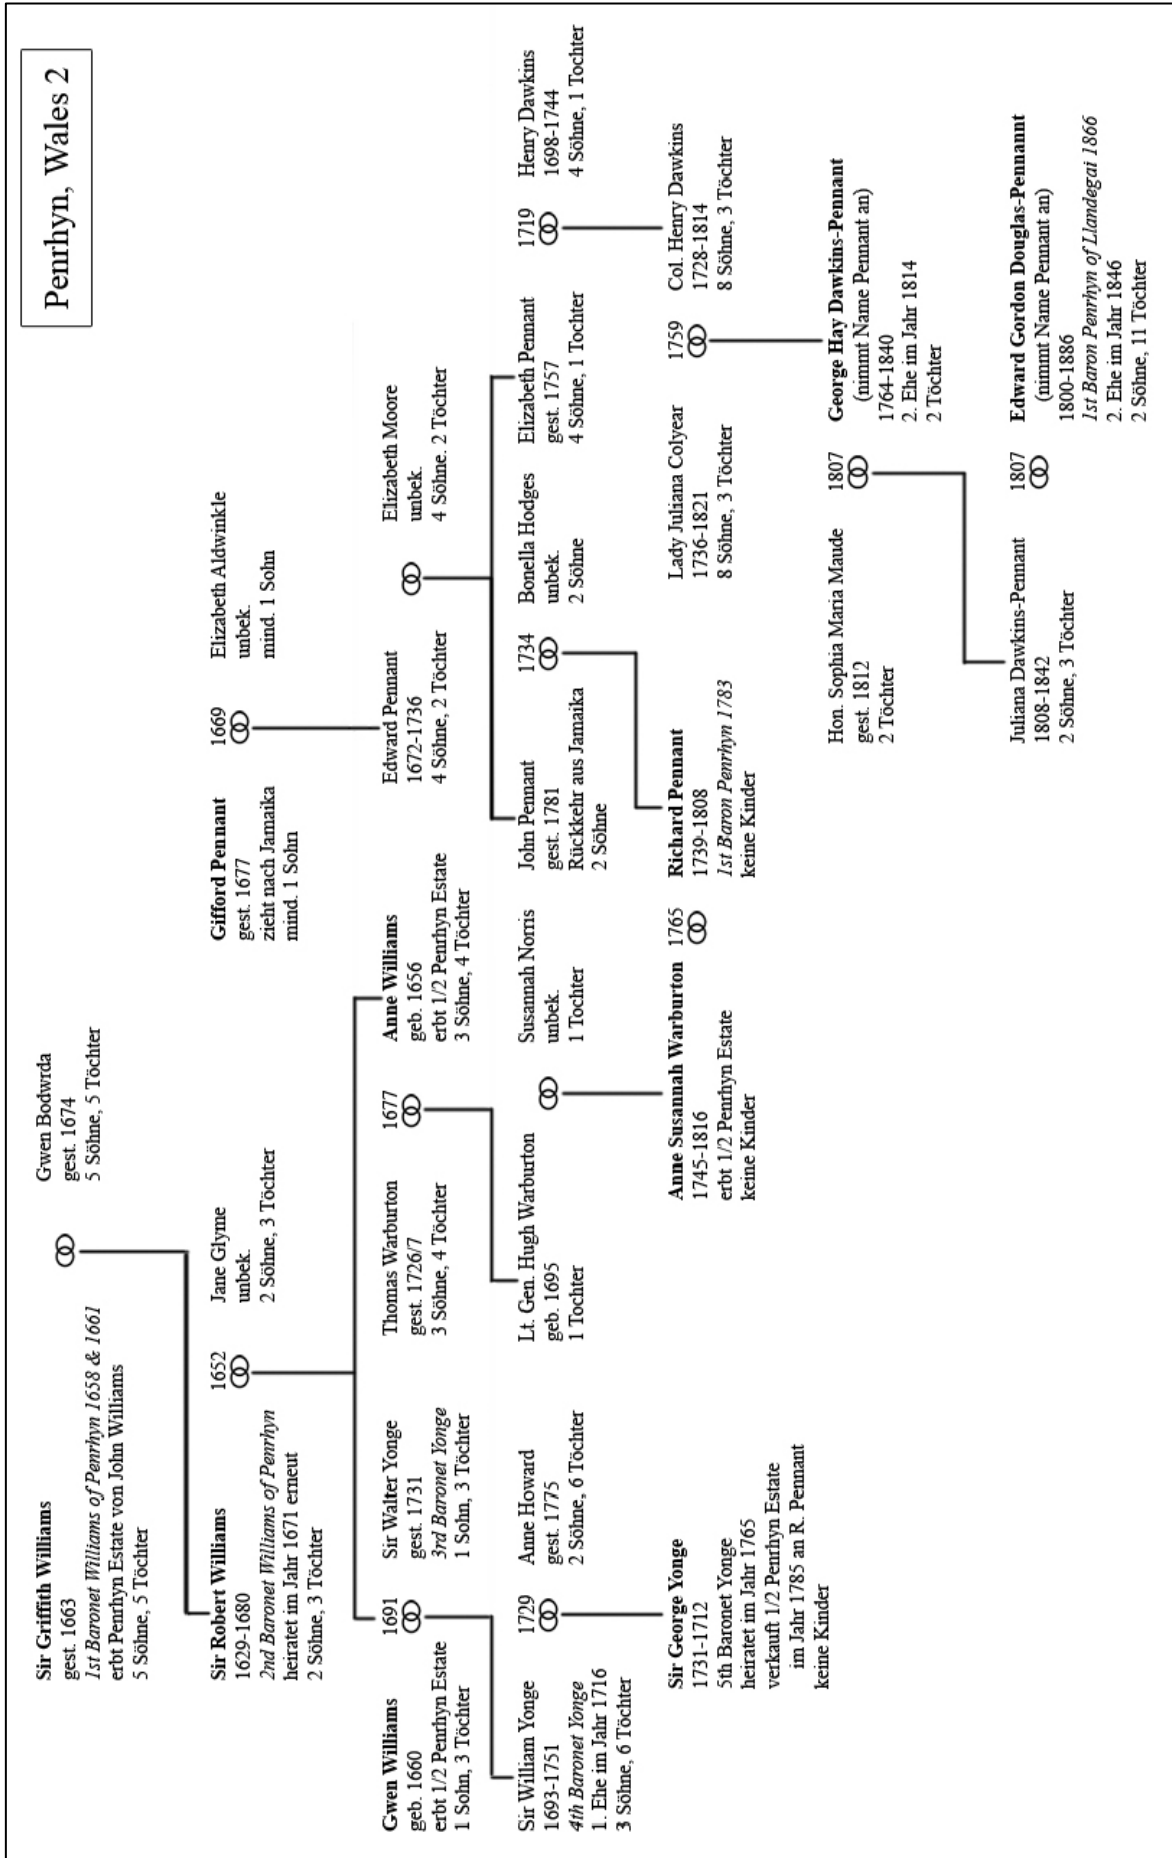 Penrhyn, Wales 2
Sir Griffith Williams
gest. 1663
1st Baronet Williams of Penrhyn 1658 & 1661
erbt Penrhyn Estate von John Williams
5 Söhne, 5 Töchter
Gwen Bodwrda
gest. 1674
5 Söhne, 5 Töchter
Sir Robert Williams
1629-1680
2nd Baronet Williams of Penrhyn
heiratet im Jahr 1671 erneut
2 Söhne, 3 Töchter
1652
Jane Glyme
unbek.
2 Söhne, 3 Töchter
Gifford Pennant
gest. 1677
zieht nach Jamaika
mind. 1 Sohn
1669
Elizabeth Aldwinkle
unbek.
mind. 1 Sohn
Gwen Williams
geb. 1660
erbt 1/2 Penrhyn Estate
1 Sohn, 3 Töchter
1691
Sir Walter Yonge
gest. 1731
3rd Baronet Yonge
1 Sohn, 3 Töchter
Thomas Warburton
gest. 1726/7
3 Söhne, 4 Töchter
1677
Anne Williams
geb. 1656
erbt 1/2 Penrhyn Estate
3 Söhne, 4 Töchter
Edward Pennant
1672-1736
4 Söhne, 2 Töchter
Elizabeth Moore
unbek.
4 Söhne. 2 Töchter
Sir William Yonge
1693-1751
4th Baronet Yonge
1. Ehe im Jahr 1716
3 Söhne, 6 Töchter
1729
Anne Howard
gest. 1775
2 Söhne, 6 Töchter
Lt. Gen. Hugh Warburton
geb. 1695
1 Tochter
Susannah Norris
unbek.
1 Tochter
John Pennant
gest. 1781
Rückkehr aus Jamaika
2 Söhne
1734
Bonella Hodges
unbek.
2 Söhne
Elizabeth Pennant
gest. 1757
4 Söhne, 1 Tochter
1719
Henry Dawkins
1698-1744
4 Söhne, 1 Tochter
Sir George Yonge
1731-1712
5th Baronet Yonge
heiratet im Jahr 1765
verkauft 1/2 Penrhyn Estate
im Jahr 1785 an R. Pennant
keine Kinder
Anne Susannah Warburton
1745-1816
erbt 1/2 Penrhyn Estate
keine Kinder
1765
Richard Pennant
1739-1808
1st Baron Penrhyn 1783
keine Kinder
Lady Juliana Colyear
1736-1821
8 Söhne, 3 Töchter
1759
Col. Henry Dawkins
1728-1814
8 Söhne, 3 Töchter
Hon. Sophia Maria Maude
gest. 1812
2 Töchter
1807
George Hay Dawkins-Pennant
(nimmt Name Pennant an)
1764-1840
2. Ehe im Jahr 1814
2 Töchter
Juliana Dawkins-Pennant
1808-1842
2 Söhne, 3 Töchter
1807
Edward Gordon Douglas-Pennannt
(nimmt Name Pennant an)
1800-1886
1st Baron Penrhyn of Llandegai 1866
2. Ehe im Jahr 1846
2 Söhne, 11 Töchter